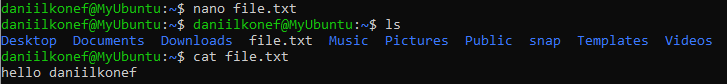 daniilkonef@MyUbuntu:~$ nano file.txt
daniilkonef@MyUbuntu:~$ daniilkonef@MyUbuntu:~$ ls
Desktop Documents Downloads file.txt Music Pictures Public snap Templates Videos
daniilkonef@MyUbuntu:~$ cat file.txt
hello daniilkonef